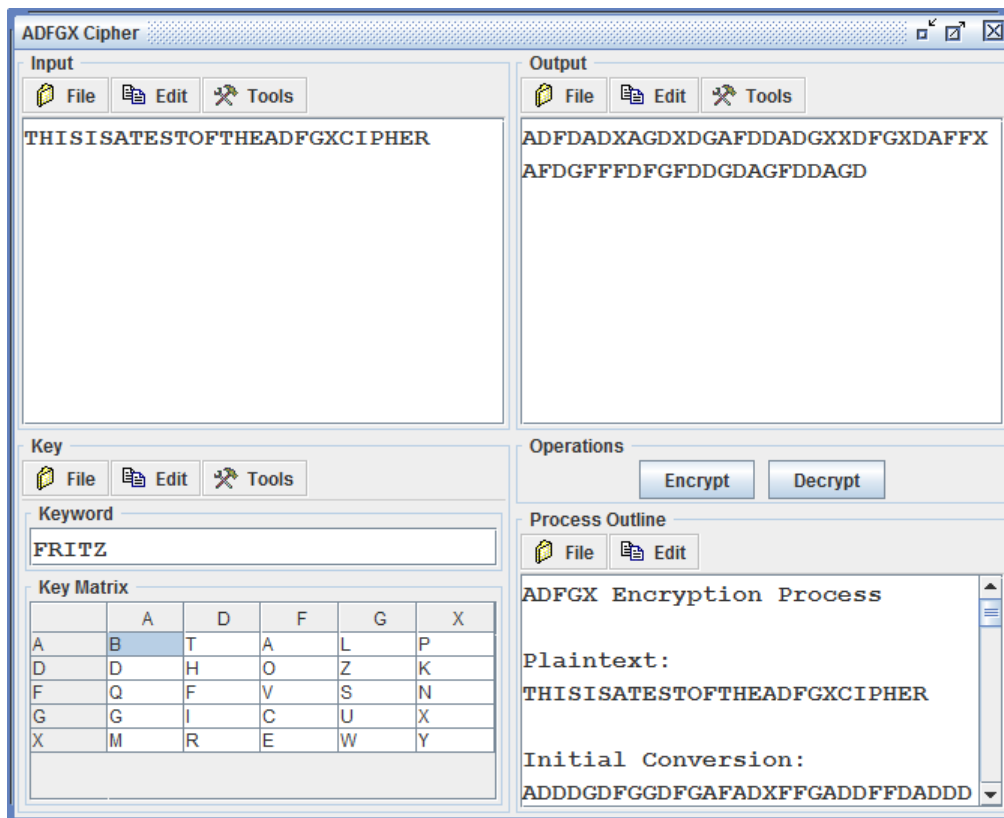 ADFGX Cipher
Input
File Edit Tools
THISISATESTOFTHEADFGXCIPHER
Output
File Edit Tools
ADFDADXAGDXDGAFDDADGXXDFGXDAFFX
AFDGFFFDFGFDDGDAGFDDAGD
Key
File Edit Tools
Keyword
FRITZ
Key Matrix
A D F G X
A B T A L P
D D H O Z K
F Q F V S N
G G I C U X
X M R E W Y
Operations
Encrypt Decrypt
Process Outline
File Edit
ADFGX Encryption Process
Plaintext:
THISISATESTOFTHEADFGXCIPHER
Initial Conversion:
ADDDGDFGGDFGAFADXFFGADDFFDADDD